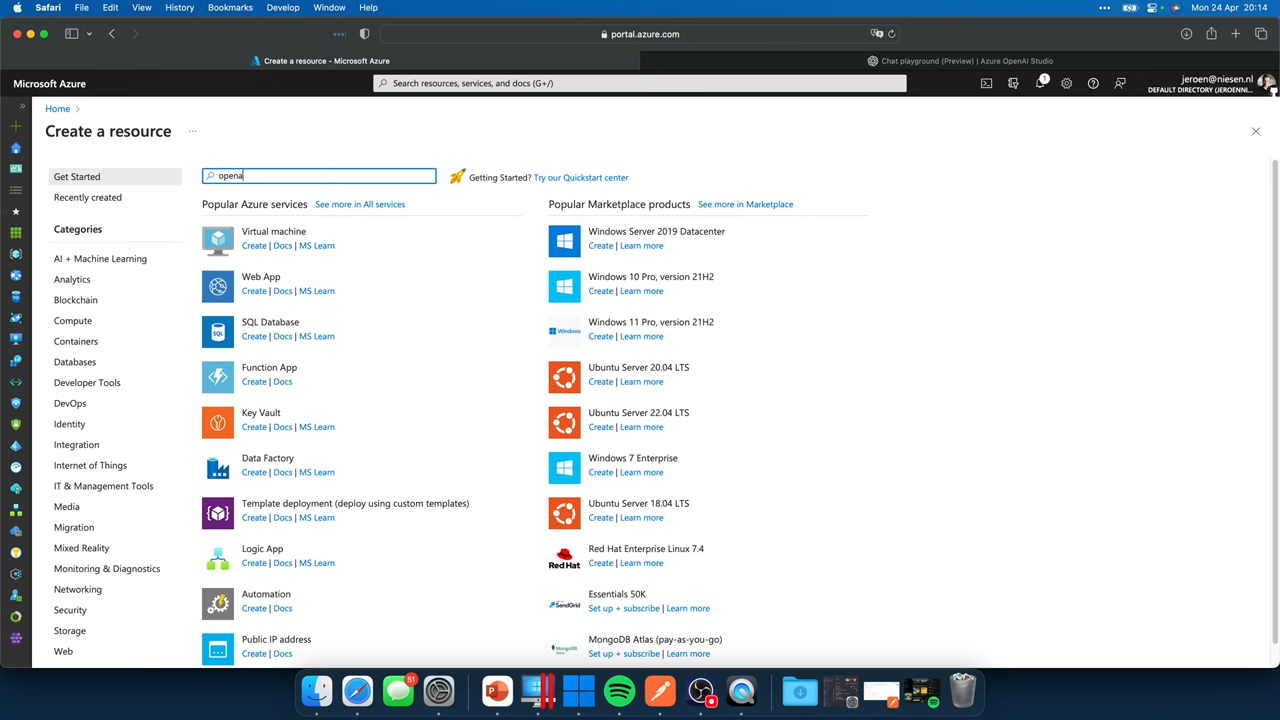 Safari File Edit View History Bookmarks Develop Window Help
Mon 24 Apr 20:14
portal.azure.com
Create a resource - Microsoft Azure
Chat playground (Preview) | Azure OpenAI Studio
Microsoft Azure
Search resources, services, and docs (G+/)
1
jeroen@niesen.nl
DEFAULT DIRECTORY (JEROENNI...
Home
Create a resource
Get Started
Recently created
Categories
AI + Machine Learning
Analytics
Blockchain
Compute
Containers
Databases
Developer Tools
DevOps
Identity
Integration
Internet of Things
IT & Management Tools
Media
Migration
Mixed Reality
Monitoring & Diagnostics
Networking
Security
Storage
Web
opena
Getting Started? Try our Quickstart center
Popular Azure services See more in All services
Virtual machine
Create | Docs | MS Learn
Web App
Create | Docs | MS Learn
SQL
SQL Database
Create | Docs | MS Learn
Function App
Create | Docs
Key Vault
Create | Docs | MS Learn
Data Factory
Create | Docs | MS Learn
Template deployment (deploy using custom templates)
Create | Docs | MS Learn
Logic App
Create | Docs | MS Learn
Automation
Create | Docs
Public IP address
Create | Docs
Popular Marketplace products See more in Marketplace
Windows Server 2019 Datacenter
Create | Learn more
Windows 10 Pro, version 21H2
Create | Learn more
Windows
Windows 11 Pro, version 21H2
Create | Learn more
Ubuntu Server 20.04 LTS
Create | Learn more
Ubuntu Server 22.04 LTS
Create | Learn more
Windows 7 Enterprise
Create | Learn more
Ubuntu Server 18.04 LTS
Create | Learn more
Red Hat
Red Hat Enterprise Linux 7.4
Create | Learn more
SendGrid
Essentials 50K
Set up + subscribe | Learn more
MongoDB Atlas (pay-as-you-go)
Set up + subscribe | Learn more
51